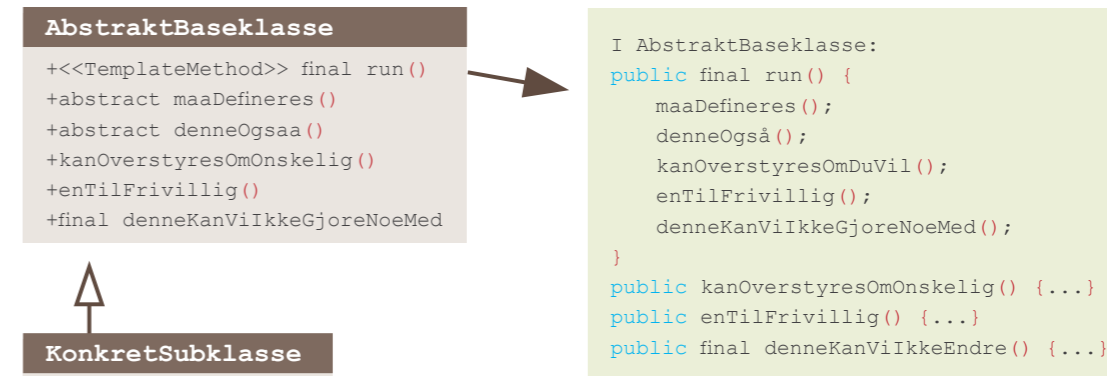 AbstraktBaseklasse
+<<TemplateMethod>> final run()
+abstract maaDefineres()
+abstract denneOgsaa()
+kanOverstyresOmOnskelig()
+enTilFrivillig()
+final denneKanViIkkeGjoreNoeMed
KonkretSubklasse
I AbstraktBaseklasse:
public final run() {
maaDefineres();
denneOgså();
kanOverstyresOmDuVil();
enTilFrivillig();
denneKanViIkkeGjoreNoeMed();
}
public kanOverstyresOmOnskelig() {...}
public enTilFrivillig() {...}
public final denneKanViIkkeEndre() {...}